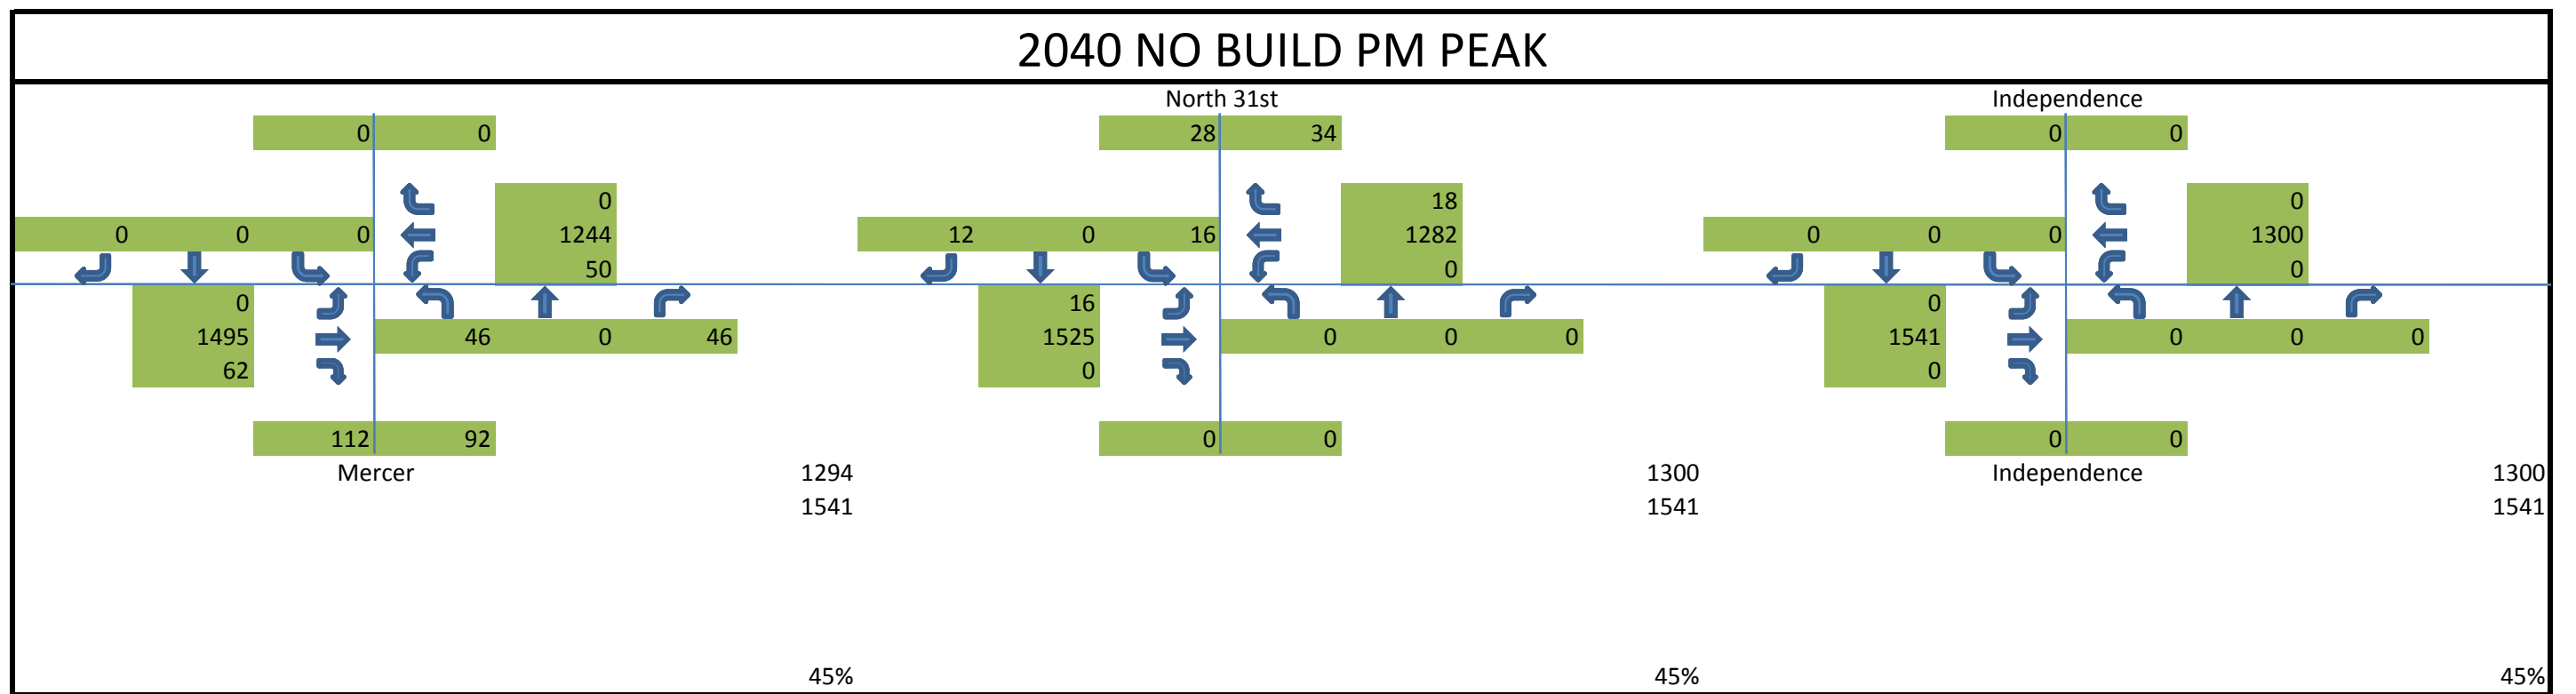 2040 NO BUILD PM PEAK
North 31st Independence
0 0 28 34 0 0
0 18 0
0 0 0 1244 12 0 16 1282 0 0 0 1300
50 0 0
0 16 0
1495 46 0 46 1525 0 0 0 1541 0 0 0
62 0 0
112 92 0 0 0 0
Mercer 1294 1300 Independence 1300
1541 1541 1541
45% 45% 45%